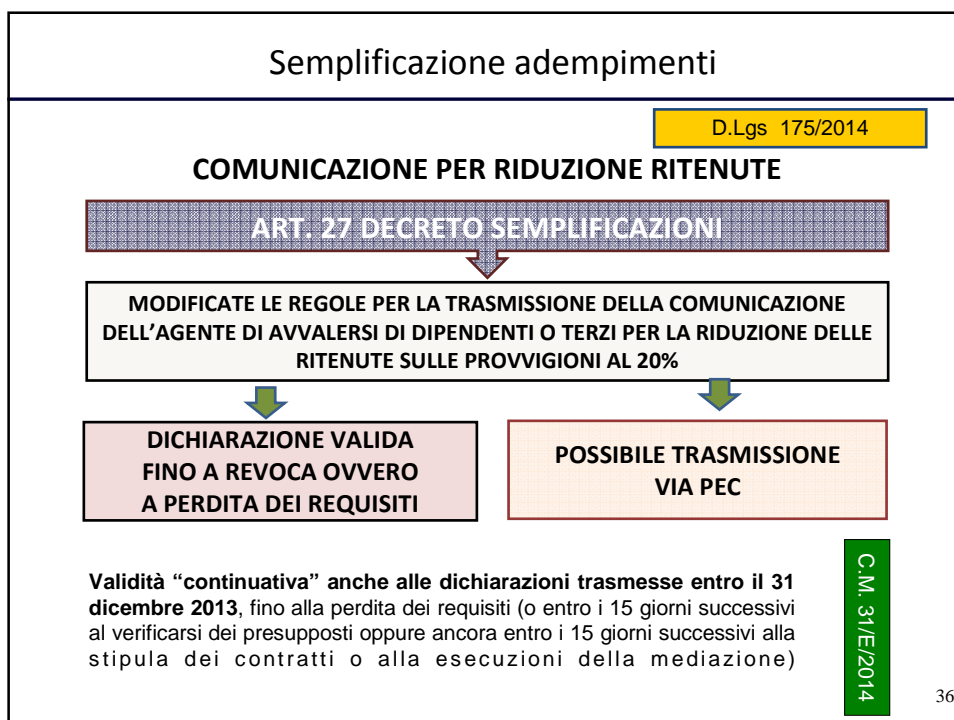 Semplificazione adempimenti
D.Lgs 175/2014
COMUNICAZIONE PER RIDUZIONE RITENUTE
ART. 27 DECRETO SEMPLIFICAZIONI
MODIFICATE LE REGOLE PER LA TRASMISSIONE DELLA COMUNICAZIONE
DELL'AGENTE DI AVVALERSI DI DIPENDENTI O TERZI PER LA RIDUZIONE DELLE
RITENUTE SULLE PROVVIGIONI AL 20%
DICHIARAZIONE VALIDA
FINO A REVOCA OVVERO
A PERDITA DEI REQUISITI
POSSIBILE TRASMISSIONE
VIA PEC
Validità “continuativa” anche alle dichiarazioni trasmesse entro il 31
dicembre 2013, fino alla perdita dei requisiti (o entro i 15 giorni successivi
al verificarsi dei presupposti oppure ancora entro i 15 giorni successivi alla
stipula dei contratti o alla esecuzioni della mediazione)
C.M. 31/E/2014
36